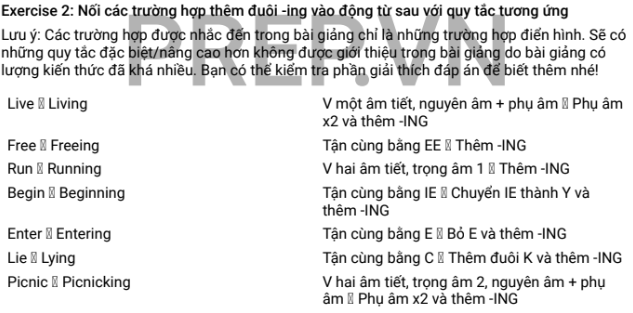 Exercise 2: Nối các trường hợp thêm đuôi -ing vào động từ sau với quy tắc tương ứng
Lưu ý: Các trường hợp được nhắc đến trong bài giảng chỉ là những trường hợp điển hình. Sẽ có
những quy tắc đặc biệt/nâng cao hơn không được giới thiệu trong bài giảng do bài giảng có
lượng kiến thức đã khá nhiều. Bạn có thể kiểm tra phần giải thích đáp án để biết thêm nhé!
PREP.VN
Live  Living
V một âm tiết, nguyên âm + phụ âm  Phụ âm
x2 và thêm -ING
Free  Freeing
Tận cùng bằng EE  Thêm -ING
Run  Running
V hai âm tiết, trọng âm 1  Thêm -ING
Begin  Beginning
Tận cùng bằng IE  Chuyển IE thành Y và
thêm -ING
Enter  Entering
Tận cùng bằng E  Bỏ E và thêm -ING
Lie  Lying
Tận cùng bằng C  Thêm đuôi K và thêm -ING
Picnic  Picnicking
V hai âm tiết, trọng âm 2, nguyên âm + phụ
âm  Phụ âm x2 và thêm -ING